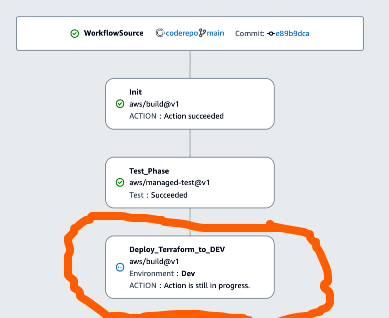 WorkflowSource coderepo main Commit: e89b9dca
Init
aws/build@v1
ACTION : Action succeeded
Test_Phase
aws/managed-test@v1
Test : Succeeded
Deploy_Terraform_to_DEV
aws/build@v1
Environment : Dev
ACTION : Action is still in progress.